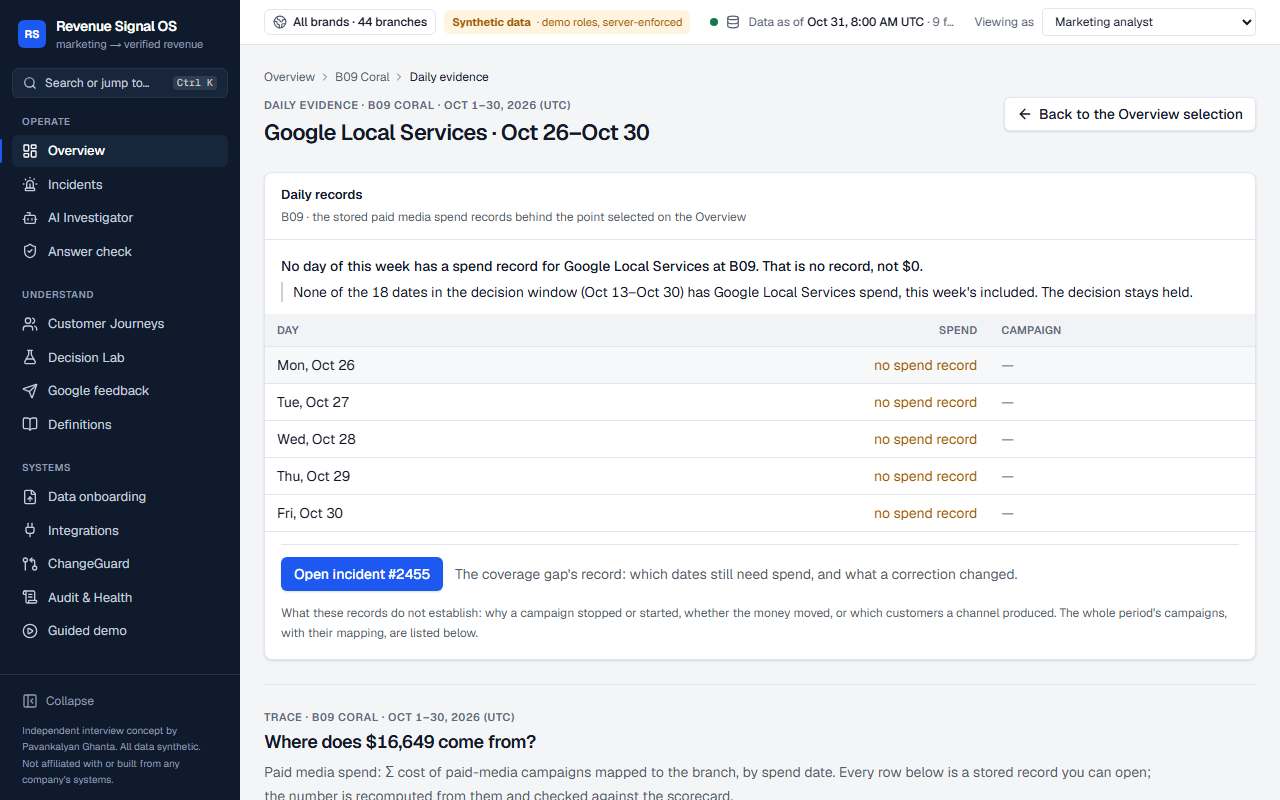 RS
Revenue Signal OS
marketing → verified revenue
Search or jump to… Ctrl K
OPERATE
Overview
Incidents
AI Investigator
Answer check
UNDERSTAND
Customer Journeys
Decision Lab
Google feedback
Definitions
SYSTEMS
Data onboarding
Integrations
ChangeGuard
Audit & Health
Guided demo
Collapse
Independent interview concept by
Pavankalyan Ghanta. All data synthetic.
Not affiliated with or built from any
company's systems.
All brands · 44 branches
Synthetic data · demo roles, server-enforced
Data as of Oct 31, 8:00 AM UTC · 9 f…
Viewing as
Marketing analyst
Overview > B09 Coral > Daily evidence
DAILY EVIDENCE · B09 CORAL · OCT 1–30, 2026 (UTC)
Google Local Services · Oct 26–Oct 30
← Back to the Overview selection
Daily records
B09 · the stored paid media spend records behind the point selected on the Overview
No day of this week has a spend record for Google Local Services at B09. That is no record, not $0.
None of the 18 dates in the decision window (Oct 13–Oct 30) has Google Local Services spend, this week's included. The decision stays held.
DAY SPEND CAMPAIGN
Mon, Oct 26 no spend record —
Tue, Oct 27 no spend record —
Wed, Oct 28 no spend record —
Thu, Oct 29 no spend record —
Fri, Oct 30 no spend record —
Open incident #2455
The coverage gap's record: which dates still need spend, and what a correction changed.
What these records do not establish: why a campaign stopped or started, whether the money moved, or which customers a channel produced. The whole period's campaigns,
with their mapping, are listed below.
TRACE · B09 CORAL · OCT 1–30, 2026 (UTC)
Where does $16,649 come from?
Paid media spend: Σ cost of paid-media campaigns mapped to the branch, by spend date. Every row below is a stored record you can open;
the number is recomputed from them and checked against the scorecard.